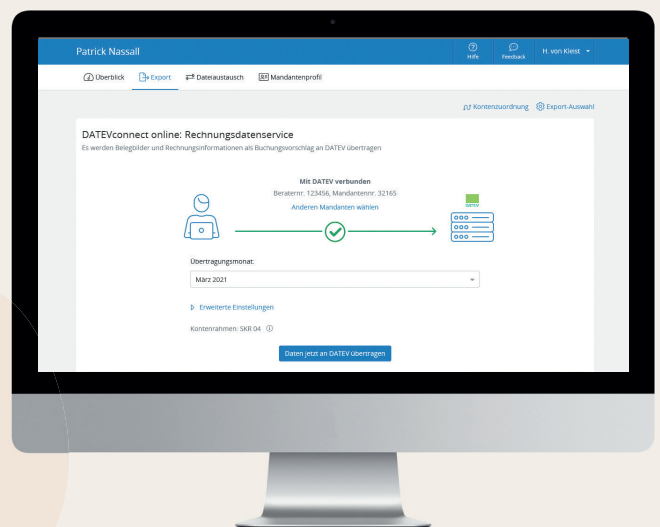 Patrick Nassall
Hilfe
Feedback
H. von Kleist
Überblick
Export
Dateiaustausch
Mandantenprofil
Kontenzuordnung
Export-Auswahl
DATEVconnect online: Rechnungsdatenservice
Es werden Belegbilder und Rechnungsinformationen als Buchungsvorschlag an DATEV übertragen
Mit DATEV verbunden
Beraternr. 123456, Mandantennr. 32165
Anderen Mandanten wählen
DATEV
Übertragungsmonat:
März 2021
Erweiterte Einstellungen
Kontenrahmen: SKR 04
Daten jetzt an DATEV übertragen